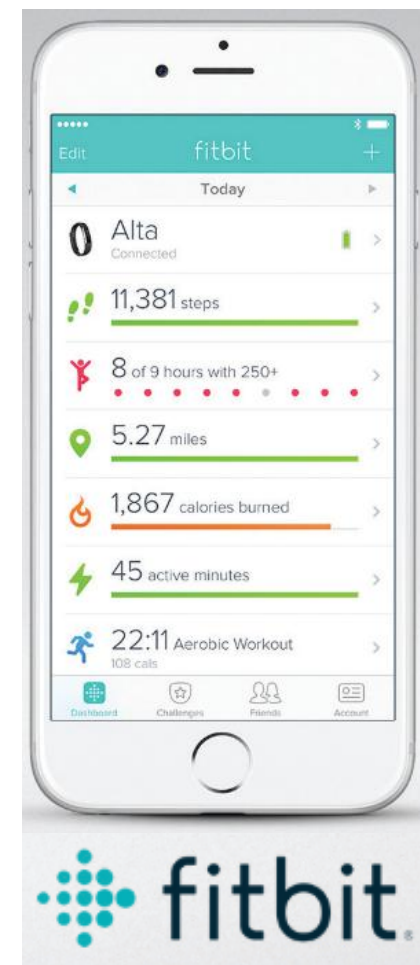 Edit fitbit +
Today
Alta
Connected
11,381 steps
8 of 9 hours with 250+
5.27 miles
1,867 calories burned
45 active minutes
22:11 Aerobic Workout
108 cals
Dashboard Challenges Friends Account
fitbit®